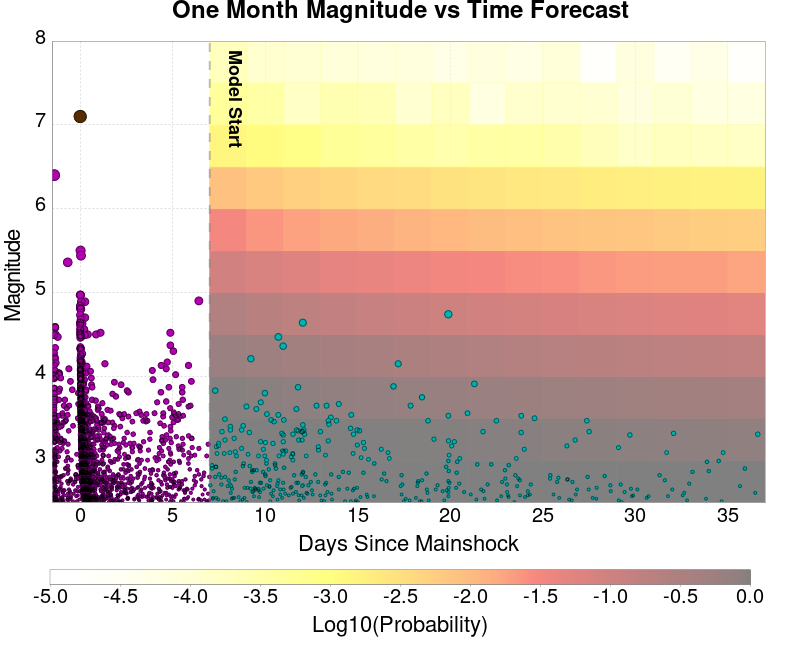 One Month Magnitude vs Time Forecast
8
7
6
5
4
3
Magnitude
Model Start
0 5 10 15 20 25 30 35
Days Since Mainshock
-5.0 -4.5 -4.0 -3.5 -3.0 -2.5 -2.0 -1.5 -1.0 -0.5 0.0
Log10(Probability)